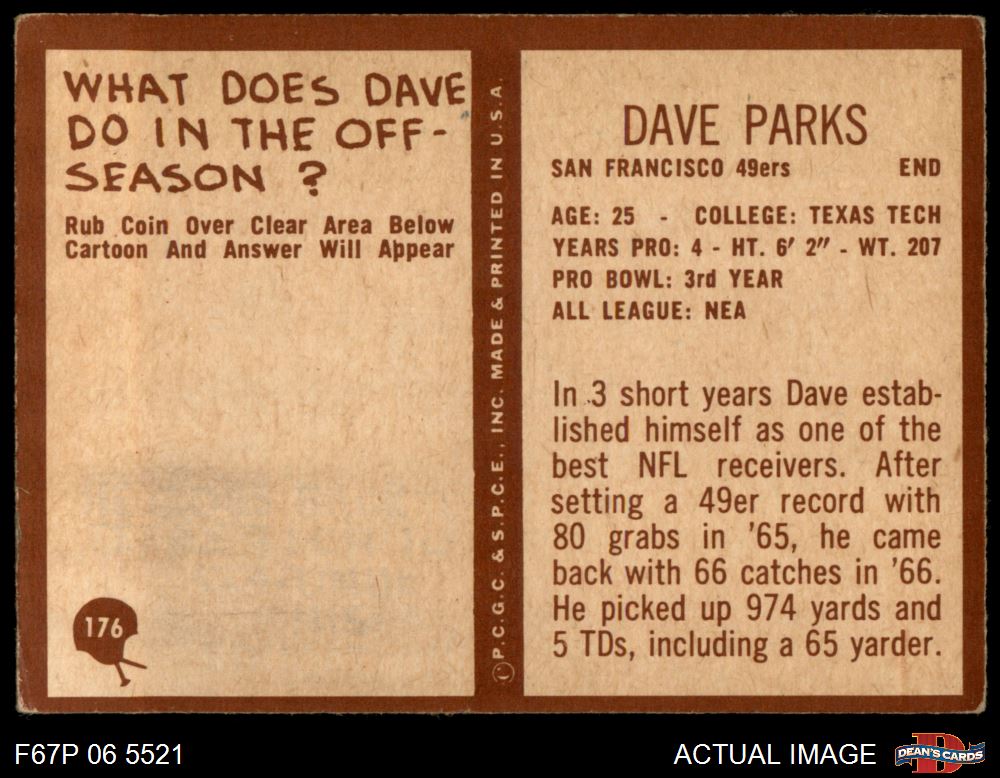 WHAT DOES DAVE
DO IN THE OFF-
SEASON ?
Rub Coin Over Clear Area Below
Cartoon And Answer Will Appear
176
© P.C.G.C. & S.P.C.E., INC. MADE & PRINTED IN U.S.A.
DAVE PARKS
SAN FRANCISCO 49ers END
AGE: 25 - COLLEGE: TEXAS TECH
YEARS PRO: 4 - HT. 6' 2" - WT. 207
PRO BOWL: 3rd YEAR
ALL LEAGUE: NEA
In 3 short years Dave estab-
lished himself as one of the
best NFL receivers. After
setting a 49er record with
80 grabs in '65, he came
back with 66 catches in '66.
He picked up 974 yards and
5 TDs, including a 65 yarder.
F67P 06 5521
ACTUAL IMAGE
DEAN'S CARDS